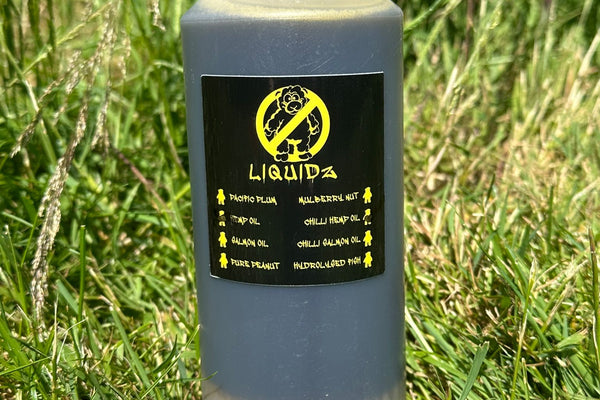 LIQUIDz
PACIFIC PLUM MULBERRY NUT
HEMP OIL CHILLI HEMP OIL
SALMON OIL CHILLI SALMON OIL
PURE PEANUT HYDROLYSED FISH